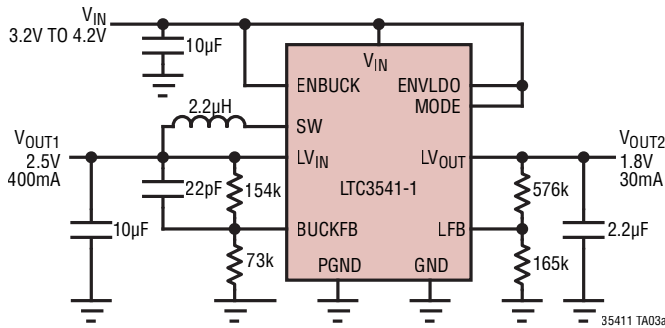 VIN
3.2V TO 4.2V
10µF
VIN
ENBUCK
ENVLDO
MODE
2.2µH
SW
VOUT1
2.5V
400mA
LVIN
LVOUT
VOUT2
1.8V
30mA
22pF
154k
LTC3541-1
576k
10µF
BUCKFB
LFB
2.2µF
73k
PGND
GND
165k
35411 TA03a